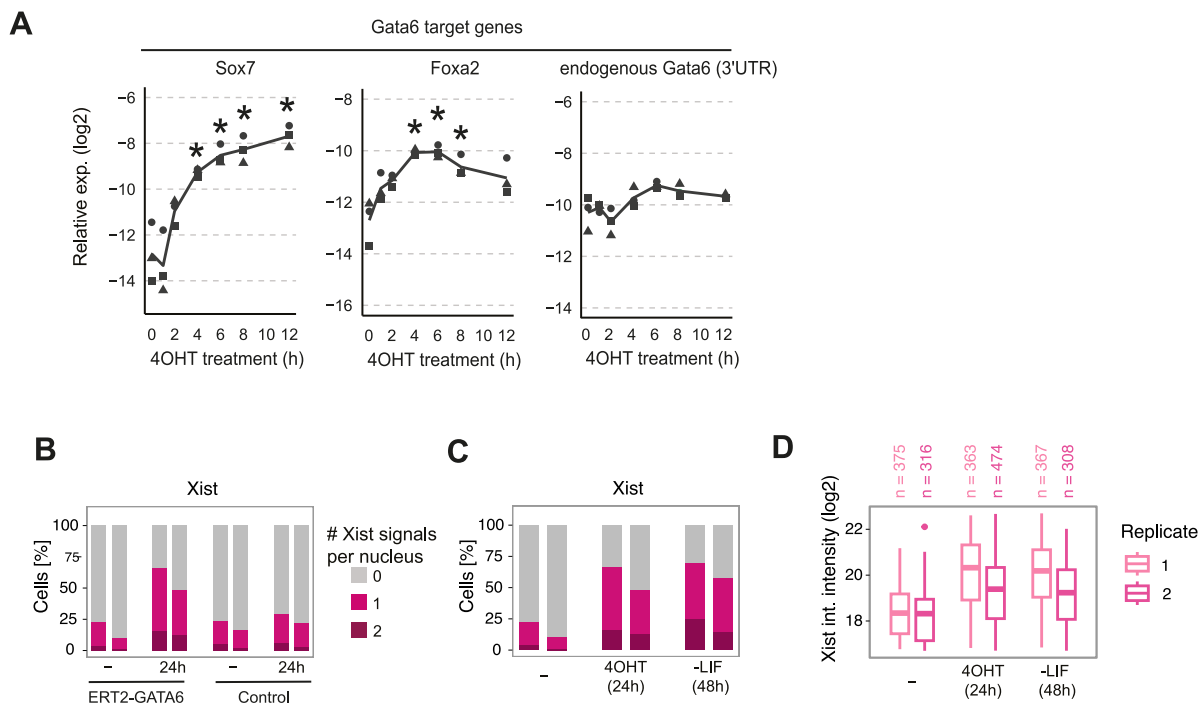 A
Gata6 target genes
Sox7
Foxa2
endogenous Gata6 (3'UTR)
Relative exp. (log2)
−6
−8
−10
−12
−14
* * * *
0 2 4 6 8 10 12
4OHT treatment (h)
−8
−10
−12
−14
−16
* * *
0 2 4 6 8 10 12
4OHT treatment (h)
−6
−8
−10
−12
−14
0 2 4 6 8 10 12
4OHT treatment (h)
B
Xist
Cells [%]
100
75
50
25
0
− 24h − 24h
ERT2-GATA6 Control
# Xist signals
per nucleus
0
1
2
C
Xist
Cells [%]
100
75
50
25
0
− 4OHT -LIF
(24h) (48h)
D
n = 375
n = 316
n = 363
n = 474
n = 367
n = 308
Xist int. intensity (log2)
22
20
18
− 4OHT -LIF
(24h) (48h)
Replicate
1
2